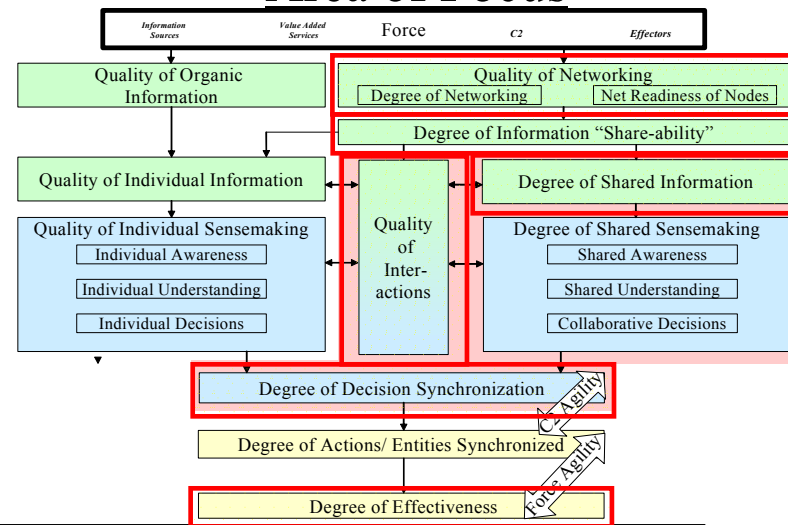 Area of Focus
Information Sources
Value Added Services
Force
C2
Effectors
Quality of Organic
Information
Quality of Networking
Degree of Networking
Net Readiness of Nodes
Degree of Information “Share-ability”
Quality of Individual Information
Quality
of
Inter-
actions
Degree of Shared Information
Quality of Individual Sensemaking
Individual Awareness
Individual Understanding
Individual Decisions
Degree of Shared Sensemaking
Shared Awareness
Shared Understanding
Collaborative Decisions
Degree of Decision Synchronization
C2 Agility
Degree of Actions/ Entities Synchronized
Force Agility
Degree of Effectiveness